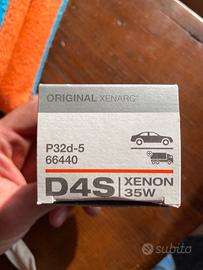 ORIGINAL XENARC®
P32d-5
66440
D4S XENON
35W
subito